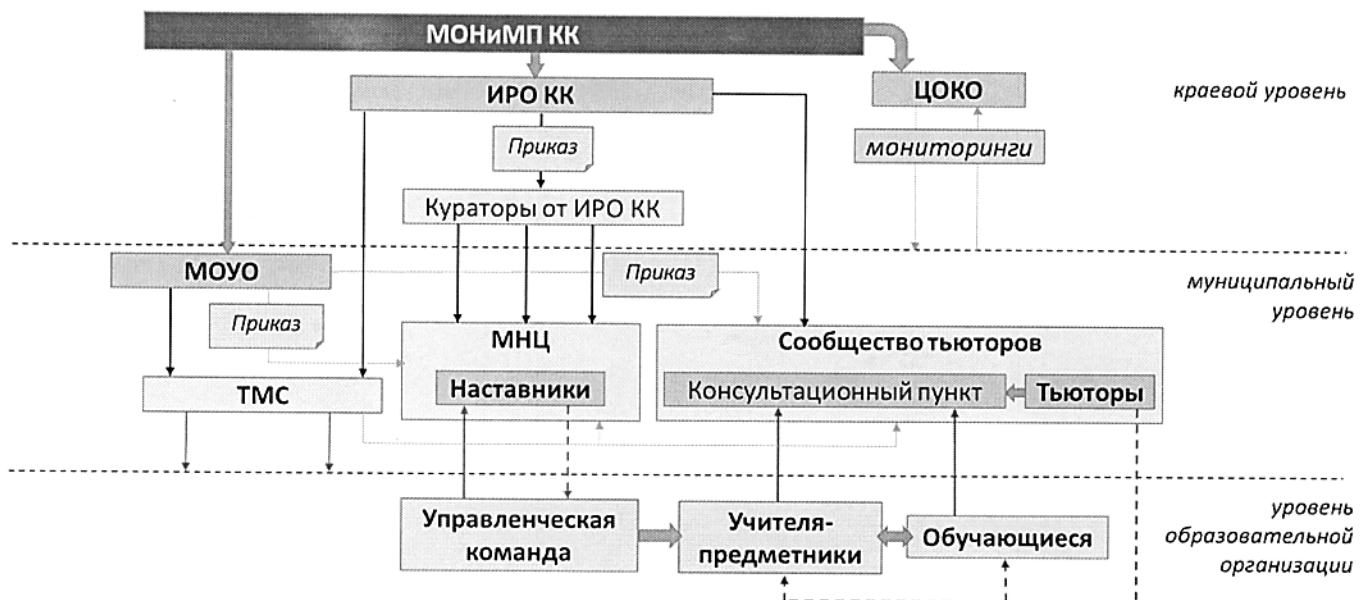 МОНиМП КК
ИРО КК
ЦОКО
краевой уровень
Приказ
мониторинги
Кураторы от ИРО КК
МОУО
Приказ
муниципальный
уровень
Приказ
МНЦ
Сообщество тьюторов
Наставники
Консультационный пункт
Тьюторы
ТМС
Управленческая
команда
Учителя-
предметники
Обучающиеся
уровень
образовательной
организации